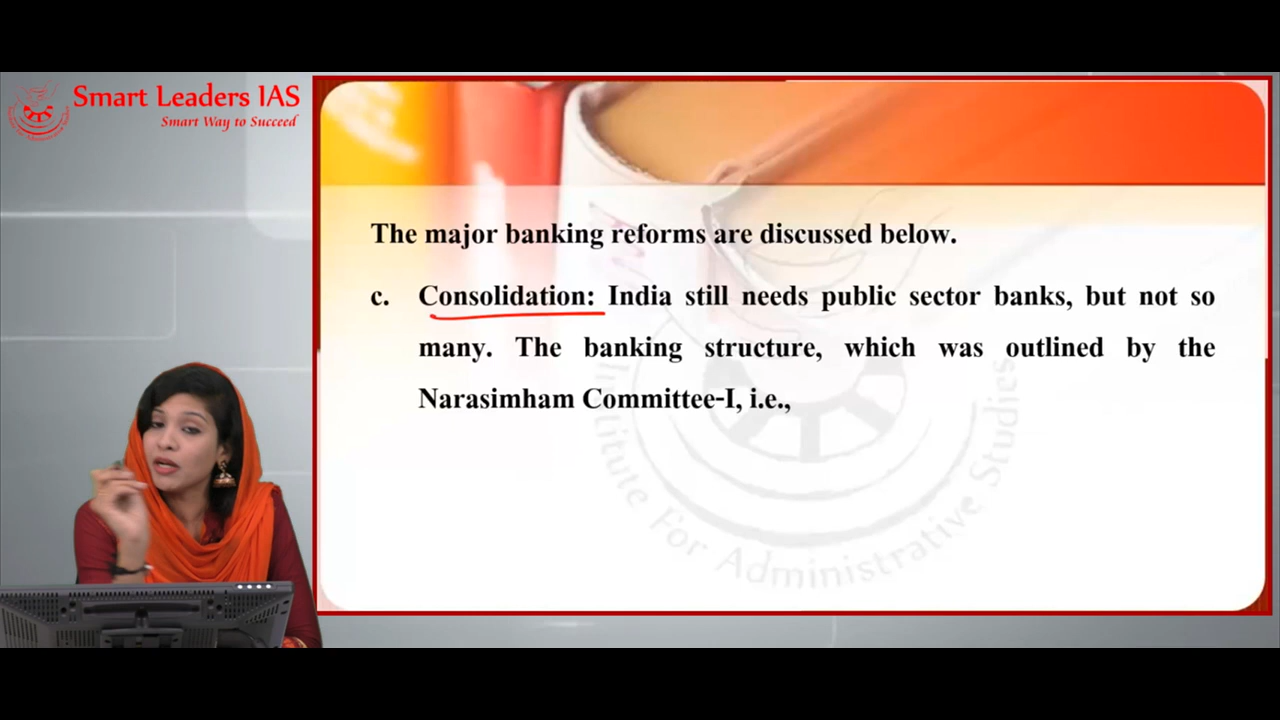 Smart Leaders IAS
Smart Way to Succeed
The major banking reforms are discussed below.
c. Consolidation: India still needs public sector banks, but not so
many. The banking structure, which was outlined by the
Narasimham Committee-I, i.e.,
Institute For Administrative Studies